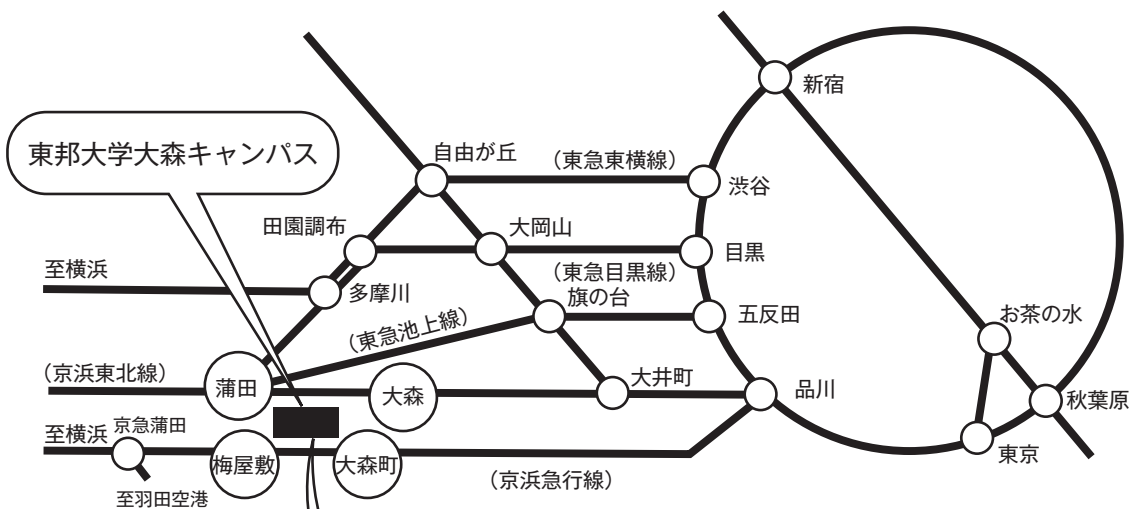 新宿
東邦大学大森キャンパス
自由が丘
（東急東横線）
渋谷
田園調布
大岡山
目黒
至横浜
（東急目黒線）
多摩川
旗の台
五反田
（東急池上線）
お茶の水
（京浜東北線）
蒲田
大森
大井町
品川
秋葉原
至横浜
京急蒲田
梅屋敷
大森町
（京浜急行線）
東京
至羽田空港